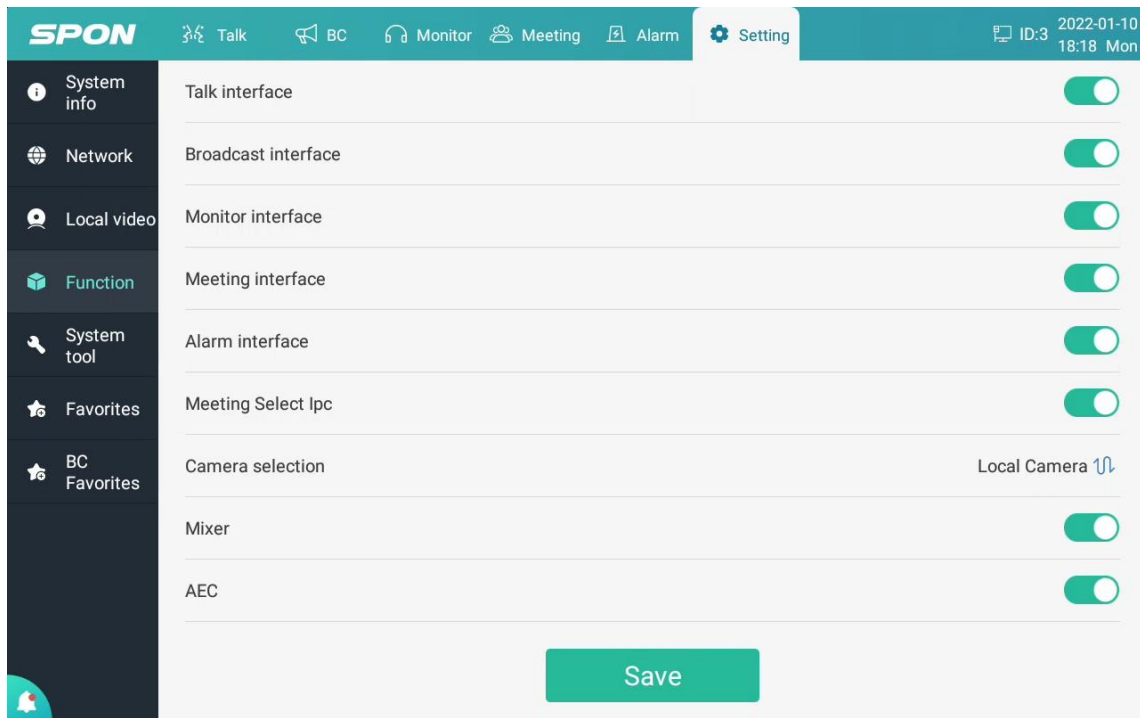 SPON
Talk
BC
Monitor
Meeting
Alarm
Setting
ID:3
2022-01-10
18:18 Mon
System
info
Network
Local video
Function
System
tool
Favorites
BC
Favorites
Talk interface
Broadcast interface
Monitor interface
Meeting interface
Alarm interface
Meeting Select Ipc
Camera selection
Local Camera
Mixer
AEC
Save